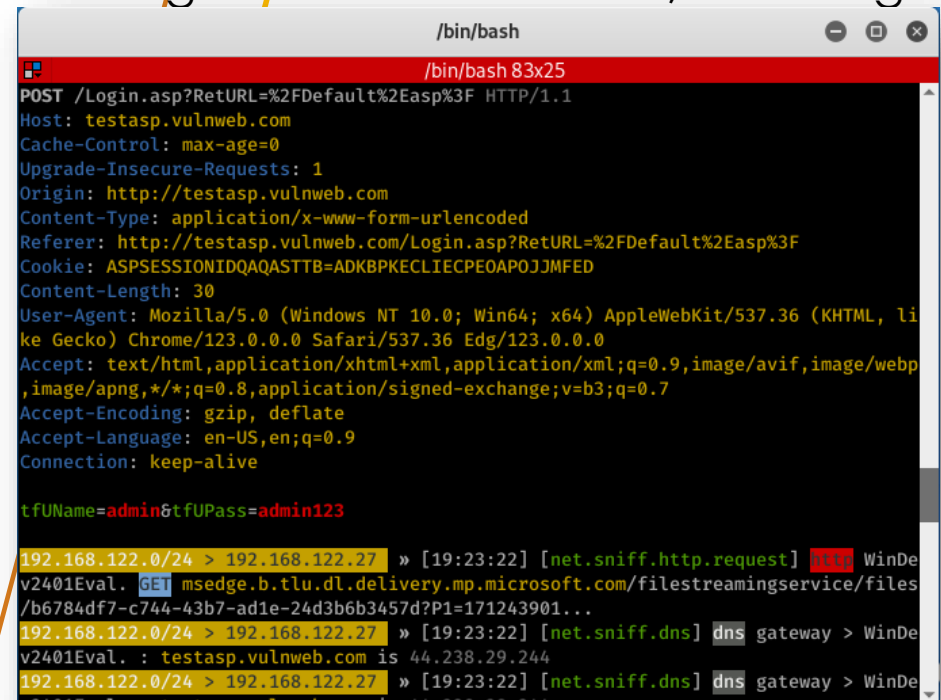 /bin/bash
/bin/bash 83x25
POST /Login.asp?RetURL=%2FDefault%2Easp%3F HTTP/1.1
Host: testasp.vulnweb.com
Cache-Control: max-age=0
Upgrade-Insecure-Requests: 1
Origin: http://testasp.vulnweb.com
Content-Type: application/x-www-form-urlencoded
Referer: http://testasp.vulnweb.com/Login.asp?RetURL=%2FDefault%2Easp%3F
Cookie: ASPSESSIONIDQAQASTTB=ADKBPKECLIECPEOAPOJJMFED
Content-Length: 30
User-Agent: Mozilla/5.0 (Windows NT 10.0; Win64; x64) AppleWebKit/537.36 (KHTML, li
ke Gecko) Chrome/123.0.0.0 Safari/537.36 Edg/123.0.0.0
Accept: text/html,application/xhtml+xml,application/xml;q=0.9,image/avif,image/webp
,image/apng,*/*;q=0.8,application/signed-exchange;v=b3;q=0.7
Accept-Encoding: gzip, deflate
Accept-Language: en-US,en;q=0.9
Connection: keep-alive
tfUName=admin&tfUPass=admin123
192.168.122.0/24 > 192.168.122.27 » [19:23:22] [net.sniff.http.request] http WinDe
v2401Eval. GET msedge.b.tlu.dl.delivery.mp.microsoft.com/filestreamingservice/files
/b6784df7-c744-43b7-ad1e-24d3b6b3457d?P1=171243901...
192.168.122.0/24 > 192.168.122.27 » [19:23:22] [net.sniff.dns] dns gateway > WinDe
v2401Eval. : testasp.vulnweb.com is 44.238.29.244
192.168.122.0/24 > 192.168.122.27 » [19:23:22] [net.sniff.dns] dns gateway > WinDe